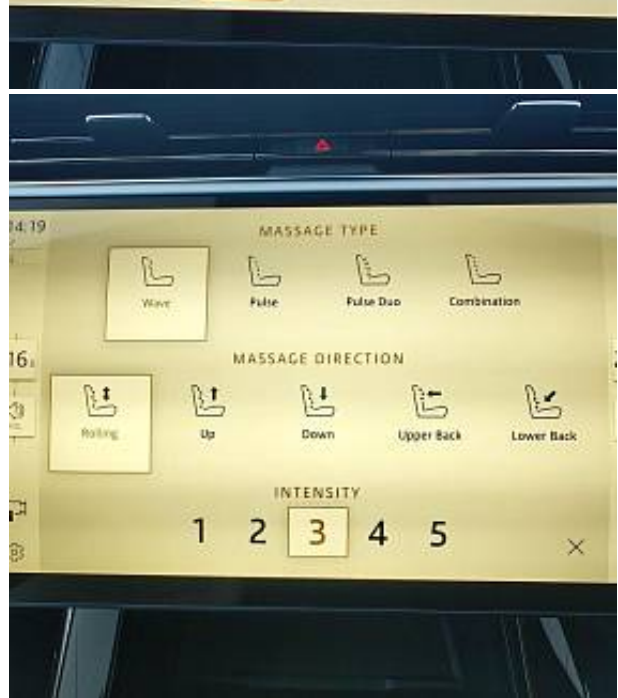 14:19
MASSAGE TYPE
Wave Pulse Pulse Duo Combination
16
MASSAGE DIRECTION
Rolling Up Down Upper Back Lower Back
INTENSITY
1 2 3 4 5